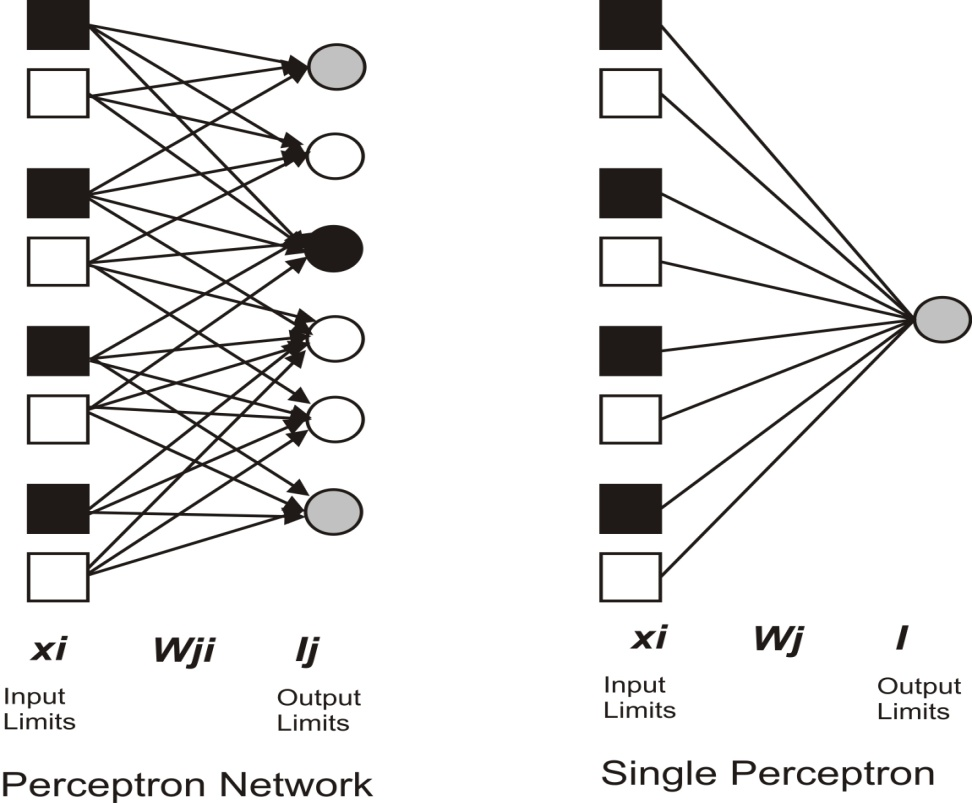 xi Wji Ij
Input Output
Limits Limits
Perceptron Network
xi Wj I
Input Output
Limits Limits
Single Perceptron